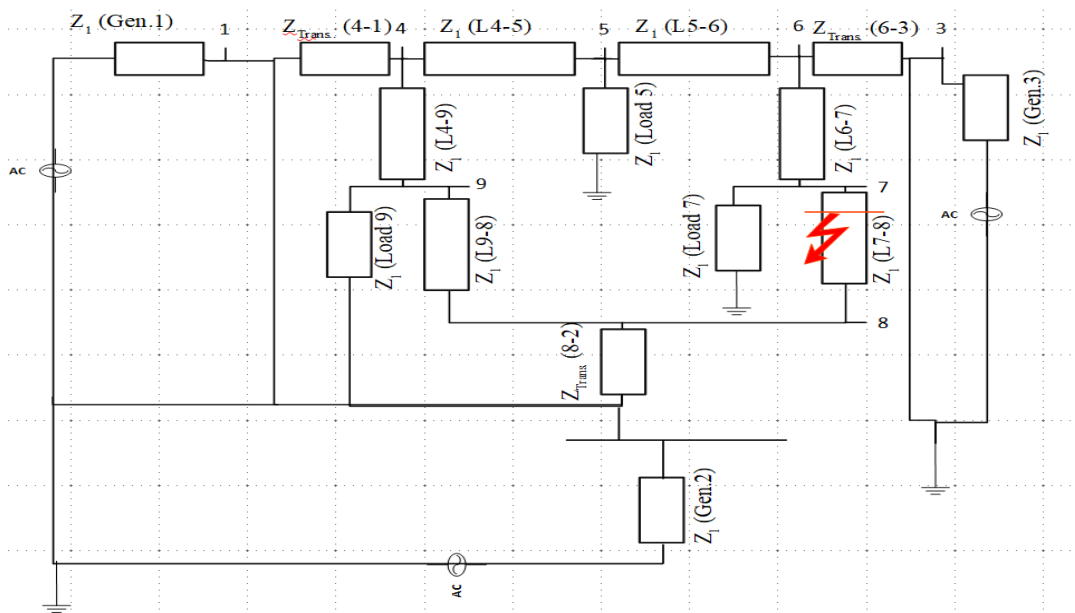 Z1 (Gen.1)
1
ZTrans. (4-1)
4
Z1 (L4-5)
5
Z1 (L5-6)
6
ZTrans. (6-3)
3
Z1 (L4-9)
Z1 (Load 5)
Z1 (L6-7)
Z1 (Gen.3)
AC
9
7
AC
Z1 (Load 9)
Z1 (L9-8)
Z1 (Load 7)
Z1 (L7-8)
8
ZTrans. (8-2)
Z1 (Gen.2)
AC